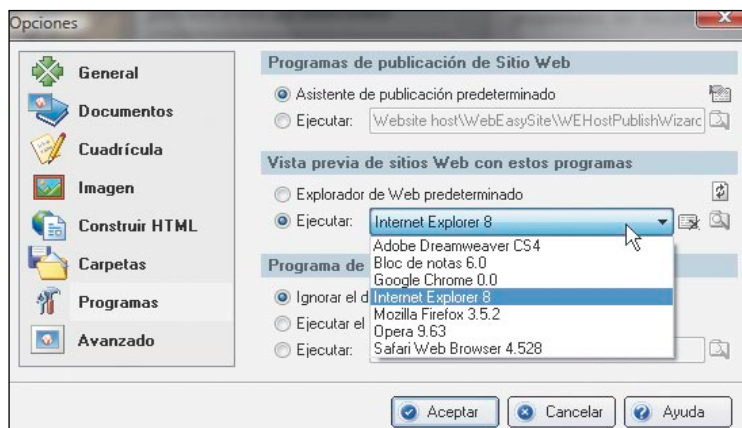 Opciones
General
Documentos
Cuadrícula
Imagen
Construir HTML
Carpetas
Programas
Avanzado
Programas de publicación de Sitio Web
Asistente de publicación predeterminado
Ejecutar: Website host\WebEasySite\WEHostPublishWizarc
Vista previa de sitios Web con estos programas
Explorador de Web predeterminado
Ejecutar: Internet Explorer 8
Adobe Dreamweaver CS4
Bloc de notas 6.0
Google Chrome 0.0
Internet Explorer 8
Mozilla Firefox 3.5.2
Opera 9.63
Safari Web Browser 4.528
Programa de
Ignorar el d
Ejecutar el
Ejecutar:
Aceptar Cancelar Ayuda